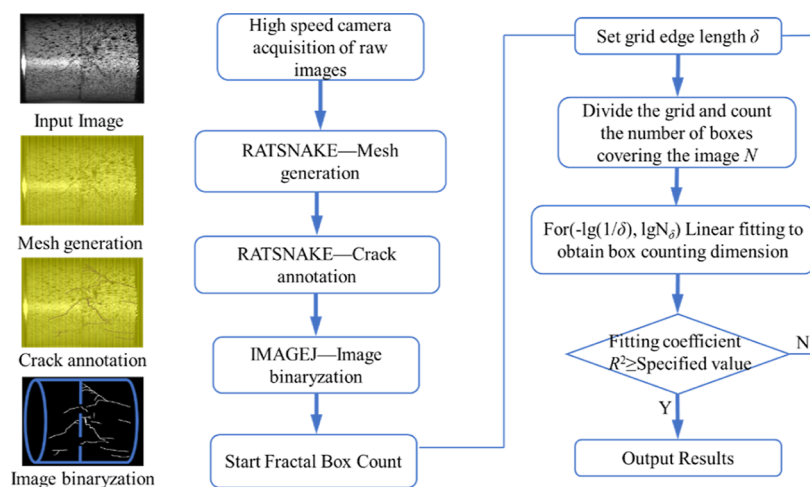 Input Image
Mesh generation
Crack annotation
Image binaryzation
High speed camera
acquisition of raw
images
RATSNAKE—Mesh
generation
RATSNAKE—Crack
annotation
IMAGEJ—Image
binaryzation
Start Fractal Box Count
Set grid edge length δ
Divide the grid and count
the number of boxes
covering the image N
For(-lg(1/δ), lgNδ) Linear fitting to
obtain box counting dimension
Fitting coefficient
R²≥Specified value
N
Y
Output Results